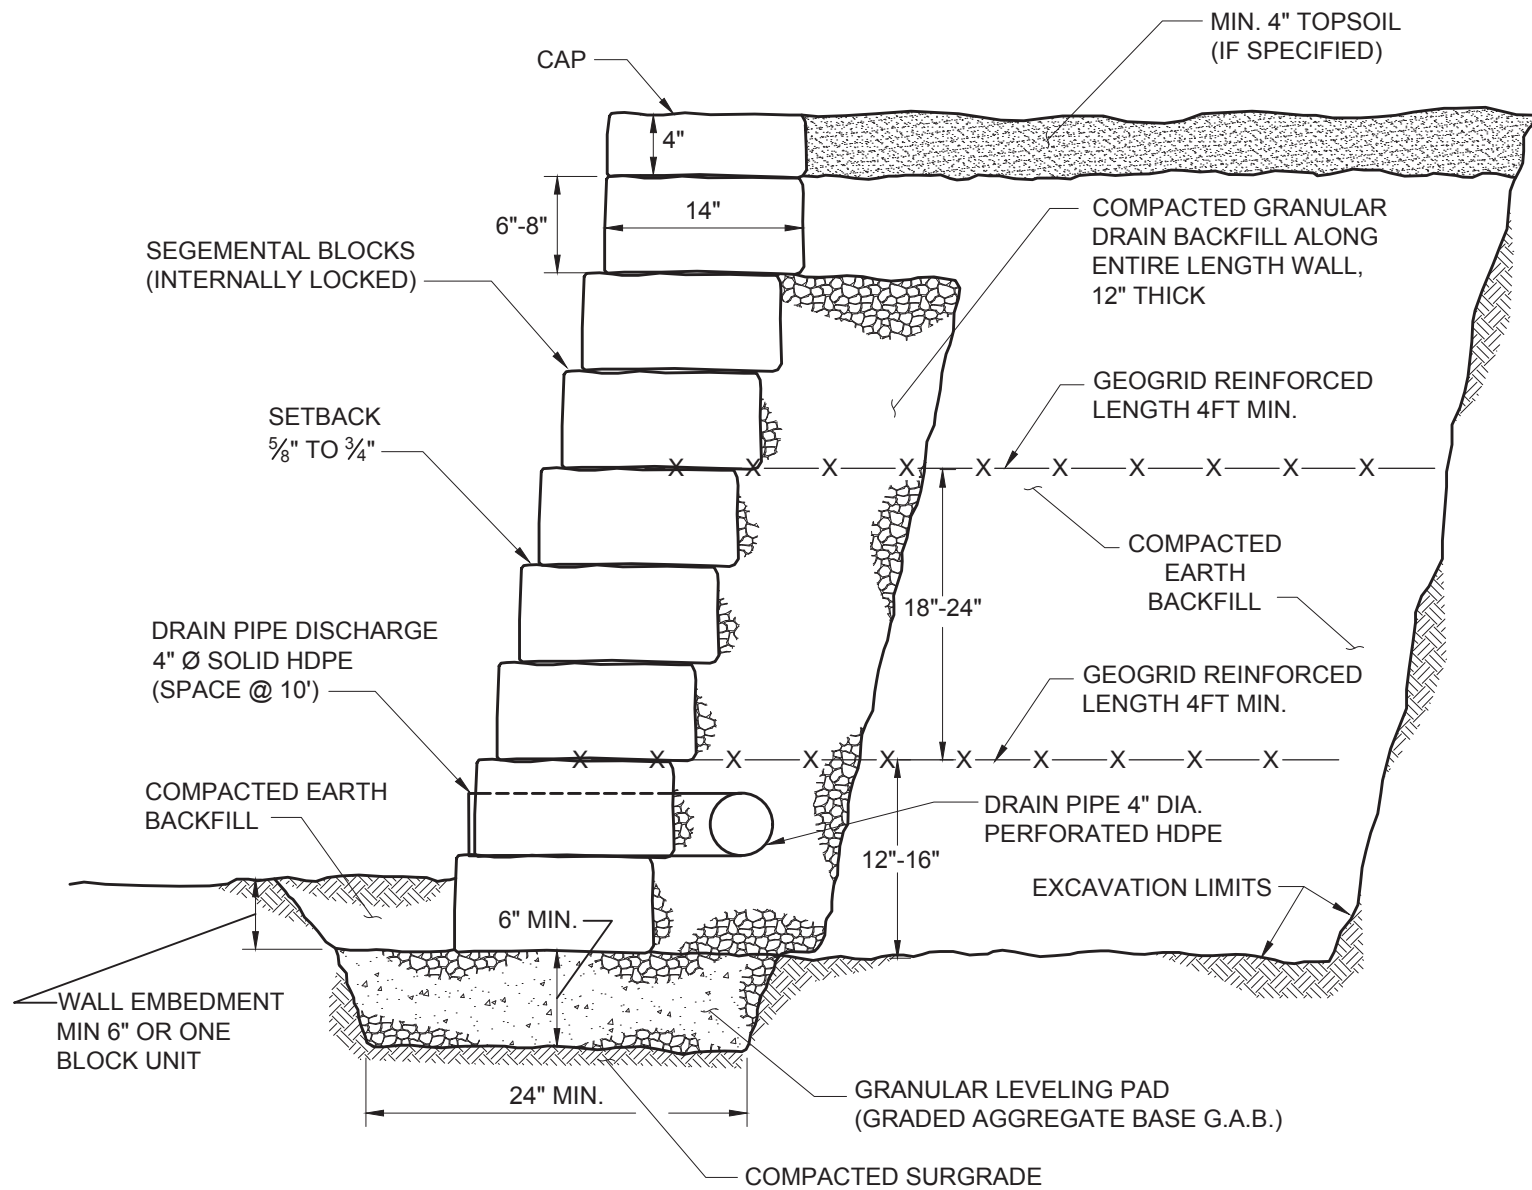 MIN. 4" TOPSOIL
(IF SPECIFIED)
CAP
4"
14"
6"-8"
COMPACTED GRANULAR
DRAIN BACKFILL ALONG
ENTIRE LENGTH WALL,
12" THICK
SEGEMENTAL BLOCKS
(INTERNALLY LOCKED)
GEOGRID REINFORCED
LENGTH 4FT MIN.
SETBACK
⅝" TO ¾"
X X X X X X X X X X
COMPACTED
EARTH
BACKFILL
18"-24"
DRAIN PIPE DISCHARGE
4" Ø SOLID HDPE
(SPACE @ 10')
GEOGRID REINFORCED
LENGTH 4FT MIN.
X X X X X X X X X X
COMPACTED EARTH
BACKFILL
DRAIN PIPE 4" DIA.
PERFORATED HDPE
12"-16"
EXCAVATION LIMITS
6" MIN.
WALL EMBEDMENT
MIN 6" OR ONE
BLOCK UNIT
24" MIN.
GRANULAR LEVELING PAD
(GRADED AGGREGATE BASE G.A.B.)
COMPACTED SURGRADE